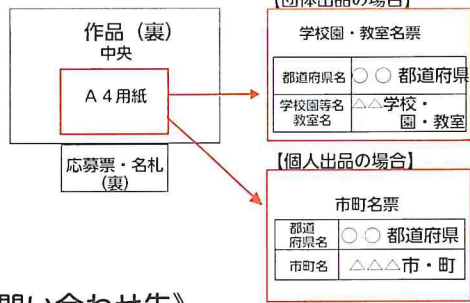 【団体出品の場合】
作品（裏）
中央
A4用紙
応募票・名札
（裏）
学校園・教室名票
都道府県名 ○○都道府県
学校園等名
教室名
△△学校・
園・教室
【個人出品の場合】
市町名票
都道
府県名
○○都道府県
市町名 △△△市・町
問い合わせ先》